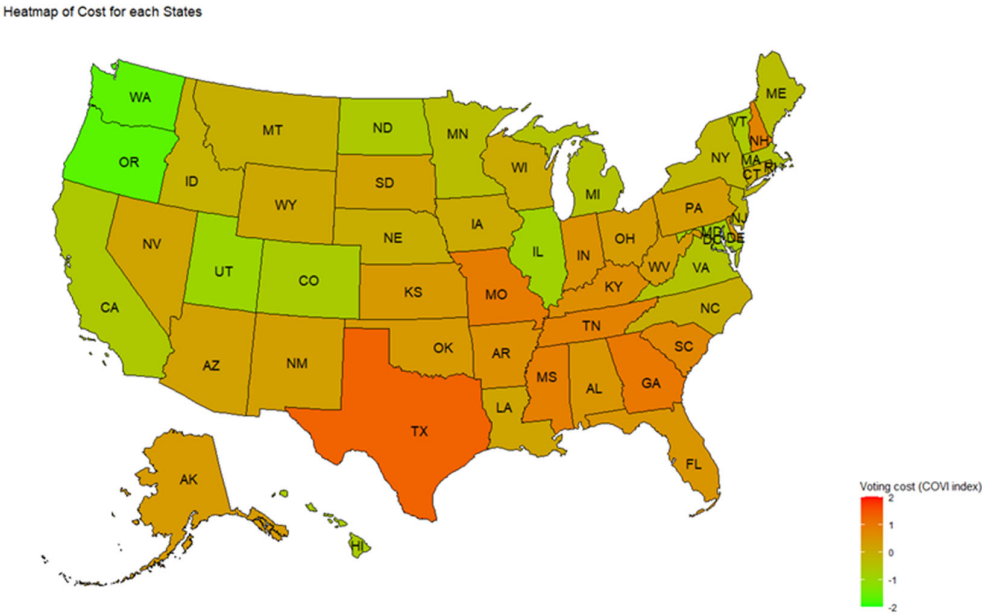 Heatmap of Cost for each States
WA
OR
CA
NV
ID
MT
WY
UT
CO
AZ
NM
ND
SD
NE
KS
OK
TX
MN
IA
MO
AR
LA
WI
IL
MI
IN
OH
KY
TN
MS
AL
GA
FL
SC
NC
VA
WV
PA
NY
VT
NH
ME
MA
RI
CT
NJ
MD
DC
DE
AK
HI
Voting cost (COVI index)
2
1
0
-1
-2